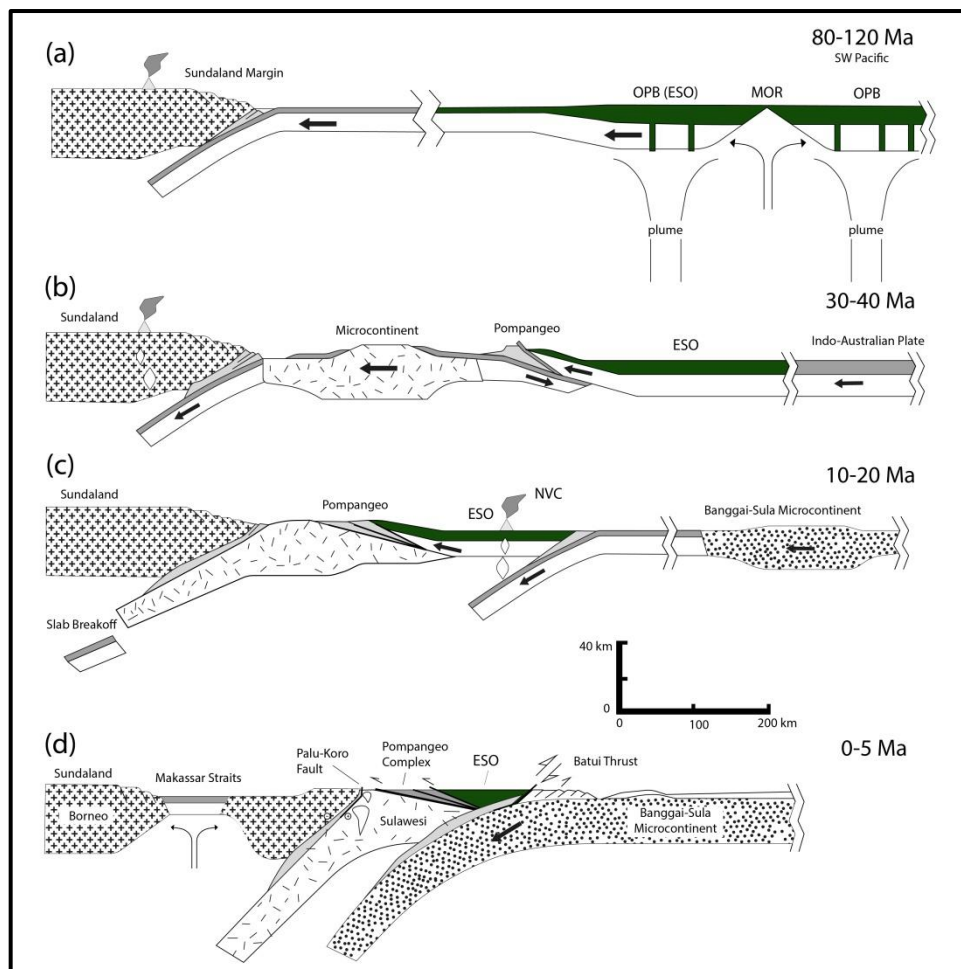 (a)
80-120 Ma
SW Pacific
Sundaland Margin
OPB (ESO)
MOR
OPB
plume
plume
(b)
30-40 Ma
Sundaland
Microcontinent
Pompangeo
ESO
Indo-Australian Plate
(c)
10-20 Ma
Sundaland
Pompangeo
ESO
NVC
Banggai-Sula Microcontinent
Slab Breakoff
40 km
0
0
100
200 km
(d)
0-5 Ma
Sundaland
Makassar Straits
Palu-Koro
Fault
Pompangeo
Complex
ESO
Batui Thrust
Borneo
Sulawesi
Banggai-Sula
Microcontinent